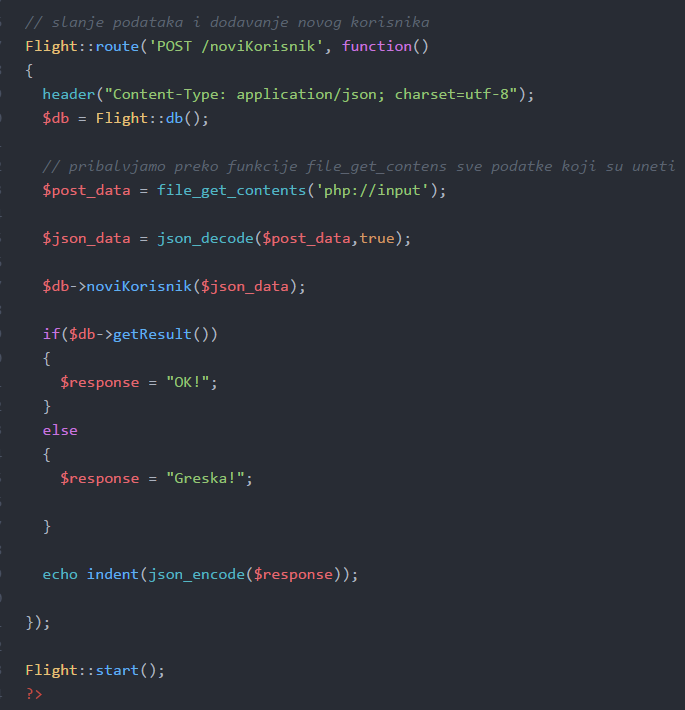 // slanje podataka i dodavanje novog korisnika
Flight::route('POST /noviKorisnik', function()
{
header("Content-Type: application/json; charset=utf-8");
$db = Flight::db();
// pribalvjamo preko funkcije file_get_contens sve podatke koji su uneti
$post_data = file_get_contents('php://input');
$json_data = json_decode($post_data,true);
$db->noviKorisnik($json_data);
if($db->getResult())
{
$response = "OK!";
}
else
{
$response = "Greska!";
}
echo indent(json_encode($response));
});
Flight::start();
?>